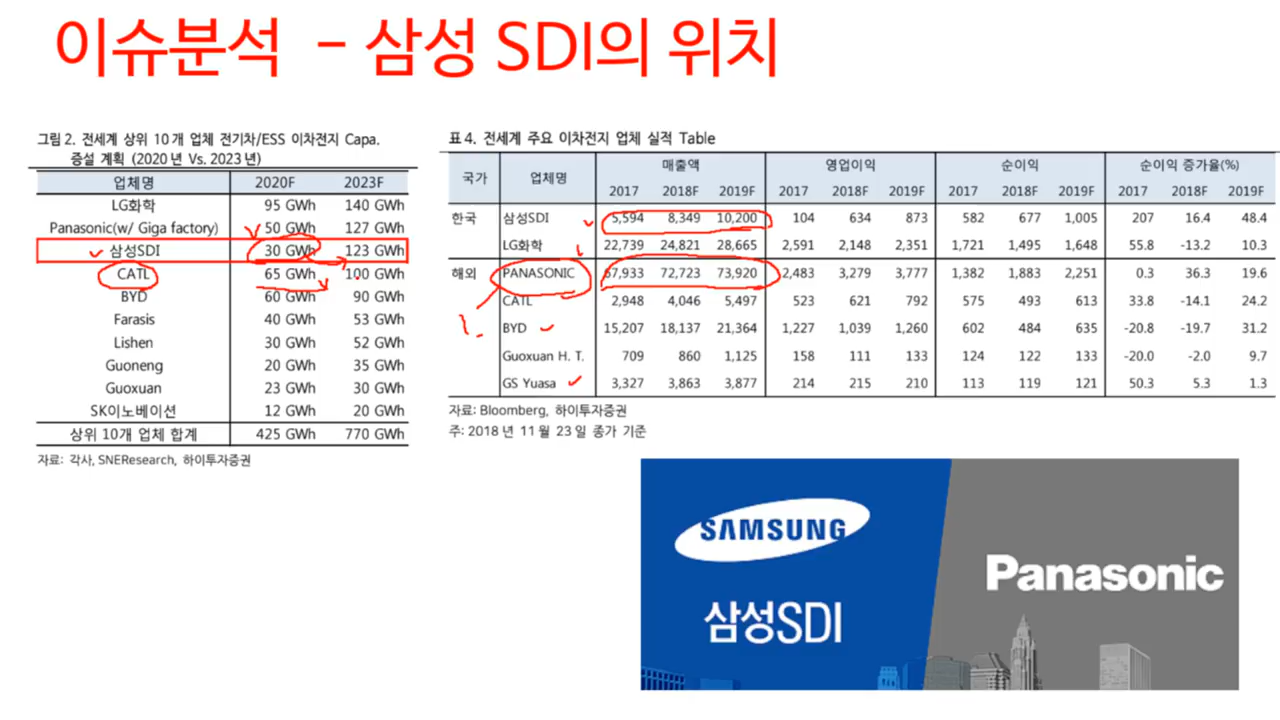 이슈분석 - 삼성 SDI의 위치
그림 2. 전세계 상위 10개 업체 전기차/ESS 이차전지 Capa.
증설 계획 (2020년 Vs. 2023년)
업체명 2020F 2023F
LG화학 95 GWh 140 GWh
Panasonic(w/ Giga factory) 50 GWh 127 GWh
삼성SDI 30 GWh 123 GWh
CATL 65 GWh 100 GWh
BYD 60 GWh 90 GWh
Farasis 40 GWh 53 GWh
Lishen 30 GWh 52 GWh
Guoneng 20 GWh 35 GWh
Guoxuan 23 GWh 30 GWh
SK이노베이션 12 GWh 20 GWh
상위 10개 업체 합계 425 GWh 770 GWh
자료: 각사, SNEResearch, 하이투자증권
표 4. 전세계 주요 이차전지 업체 실적 Table
국가 업체명 매출액 영업이익 순이익 순이익 증가율(%)
2017 2018F 2019F 2017 2018F 2019F 2017 2018F 2019F 2017 2018F 2019F
한국 삼성SDI 5,594 8,349 10,200 104 634 873 582 677 1,005 207 16.4 48.4
LG화학 22,739 24,821 28,665 2,591 2,148 2,351 1,721 1,495 1,648 55.8 -13.2 10.3
해외 PANASONIC 67,933 72,723 73,920 2,483 3,279 3,777 1,382 1,883 2,251 0.3 36.3 19.6
CATL 2,948 4,046 5,497 523 621 792 575 493 613 33.8 -14.1 24.2
BYD 15,207 18,137 21,364 1,227 1,039 1,260 602 484 635 -20.8 -19.7 31.2
Guoxuan H. T. 709 860 1,125 158 111 133 124 122 133 -20.0 -2.0 9.7
GS Yuasa 3,327 3,863 3,877 214 215 210 113 119 121 50.3 5.3 1.3
자료: Bloomberg, 하이투자증권
주: 2018년 11월 23일 종가 기준
SAMSUNG
삼성SDI
Panasonic